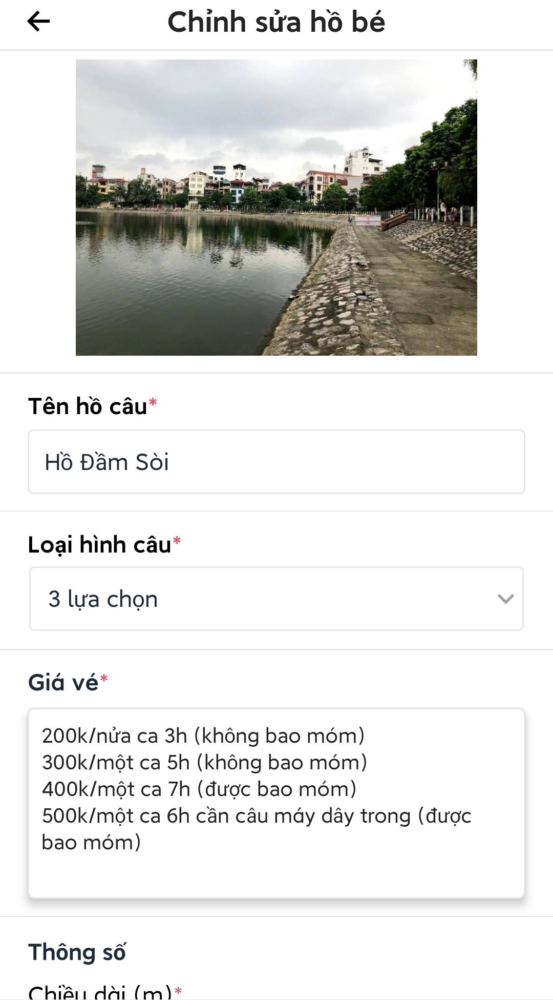 Chỉnh sửa hồ bé
Tên hồ câu*
Hồ Đầm Sòi
Loại hình câu*
3 lựa chọn
Giá vé*
200k/nửa ca 3h (không bao móm)
300k/một ca 5h (không bao móm)
400k/một ca 7h (được bao móm)
500k/một ca 6h cần câu máy dây trong (được
bao móm)
Thông số
Chiều dài (m)*